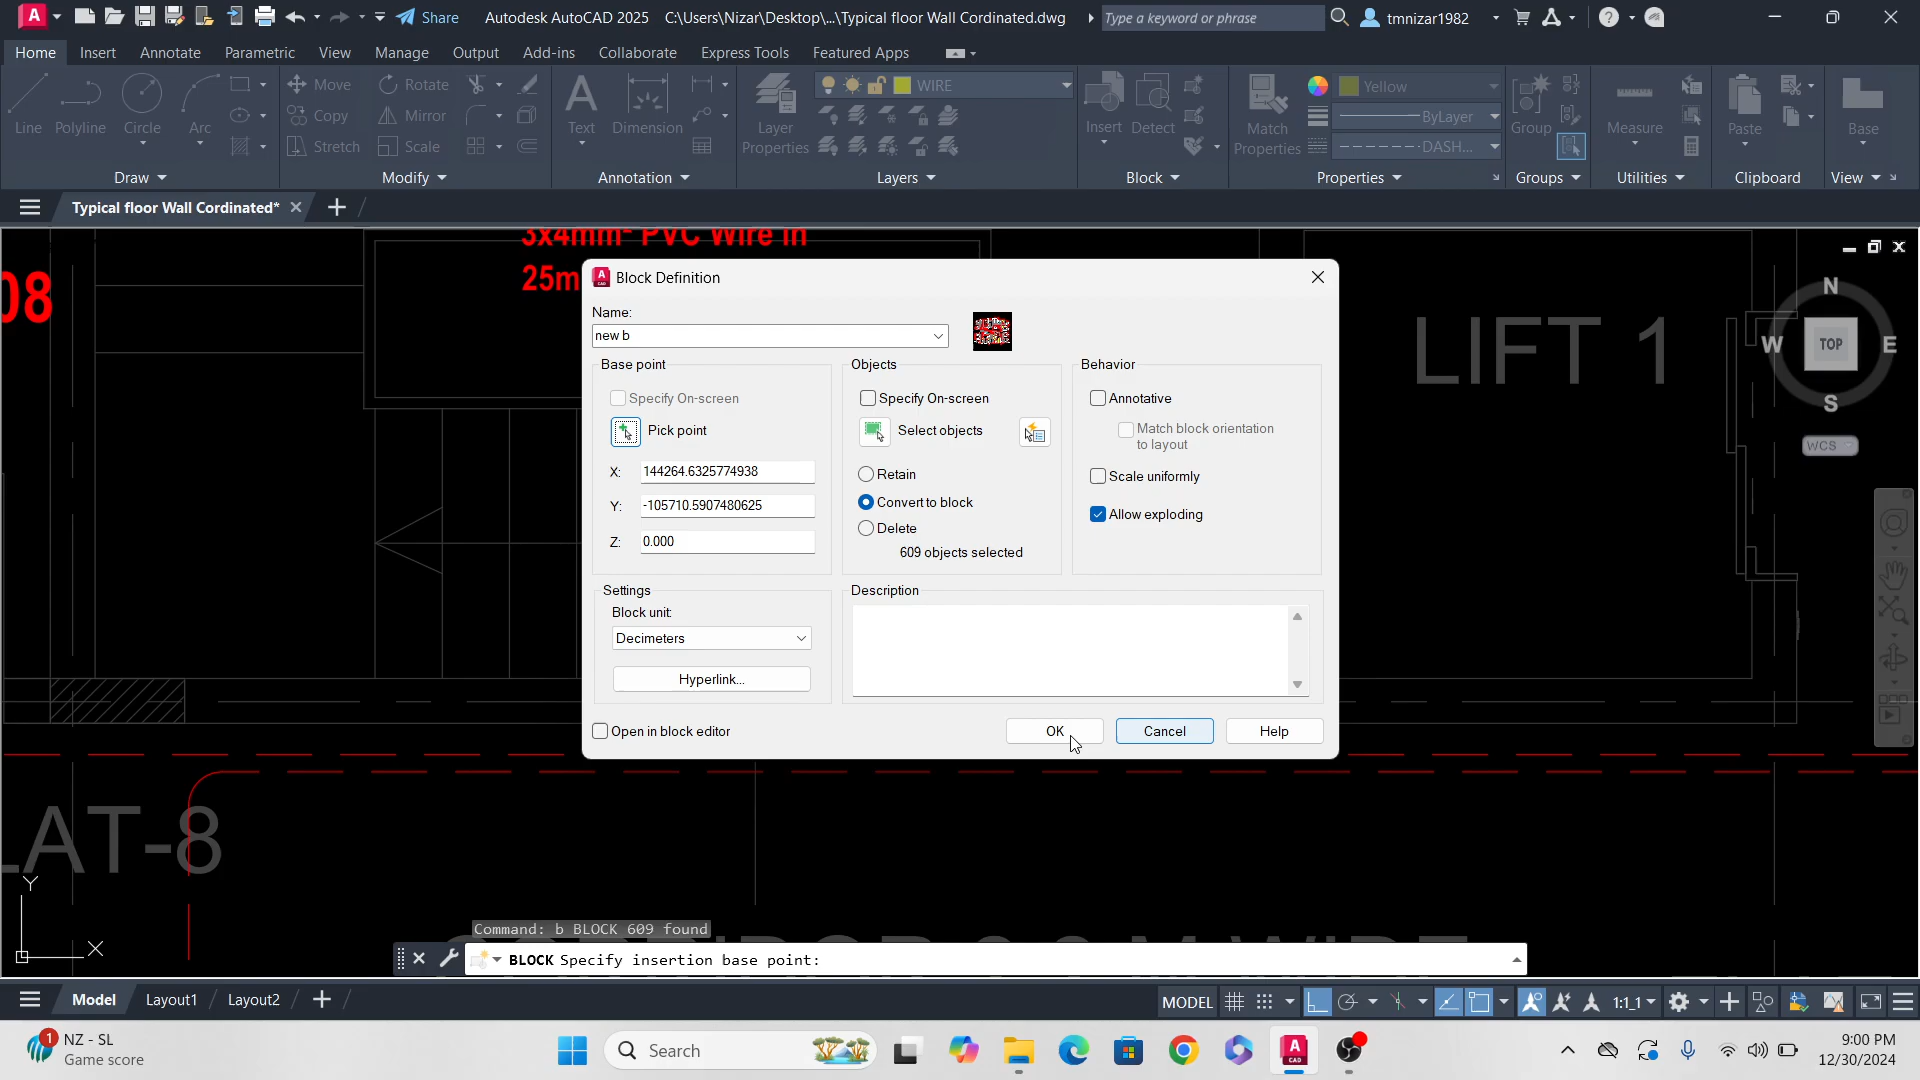 Share
Autodesk AutoCAD 2025 C:\Users\Nizar\Desktop\...\Typical floor Wall Cordinated.dwg
Type a keyword or phrase
tmnizar1982
Home Insert Annotate Parametric View Manage Output Add-ins Collaborate Express Tools Featured Apps
Line Polyline Circle Arc
Move Rotate
Copy Mirror
Stretch Scale
Text Dimension
Layer
Properties
WIRE
Insert Detect
Match
Properties
Yellow
ByLayer
DASH...
Group
Measure
Paste
Base
Draw Modify Annotation Layers Block Properties Groups Utilities Clipboard View
Typical floor Wall Cordinated*
3x4mm² PVC Wire in
25m
08
LIFT 1
N
W TOP E
S
WCS
Block Definition
Name:
new b
Base point
Specify On-screen
Pick point
X: 144264.6325774938
Y: -105710.5907480625
Z: 0.000
Objects
Specify On-screen
Select objects
Retain
Convert to block
Delete
609 objects selected
Behavior
Annotative
Match block orientation
to layout
Scale uniformly
Allow exploding
Settings
Block unit:
Decimeters
Hyperlink...
Description
Open in block editor
OK Cancel Help
LAT-8
Y
X
Command: b BLOCK 609 found
BLOCK Specify insertion base point:
Model Layout1 Layout2
MODEL
1:1_1
1
NZ - SL
Game score
Search
9:00 PM
12/30/2024